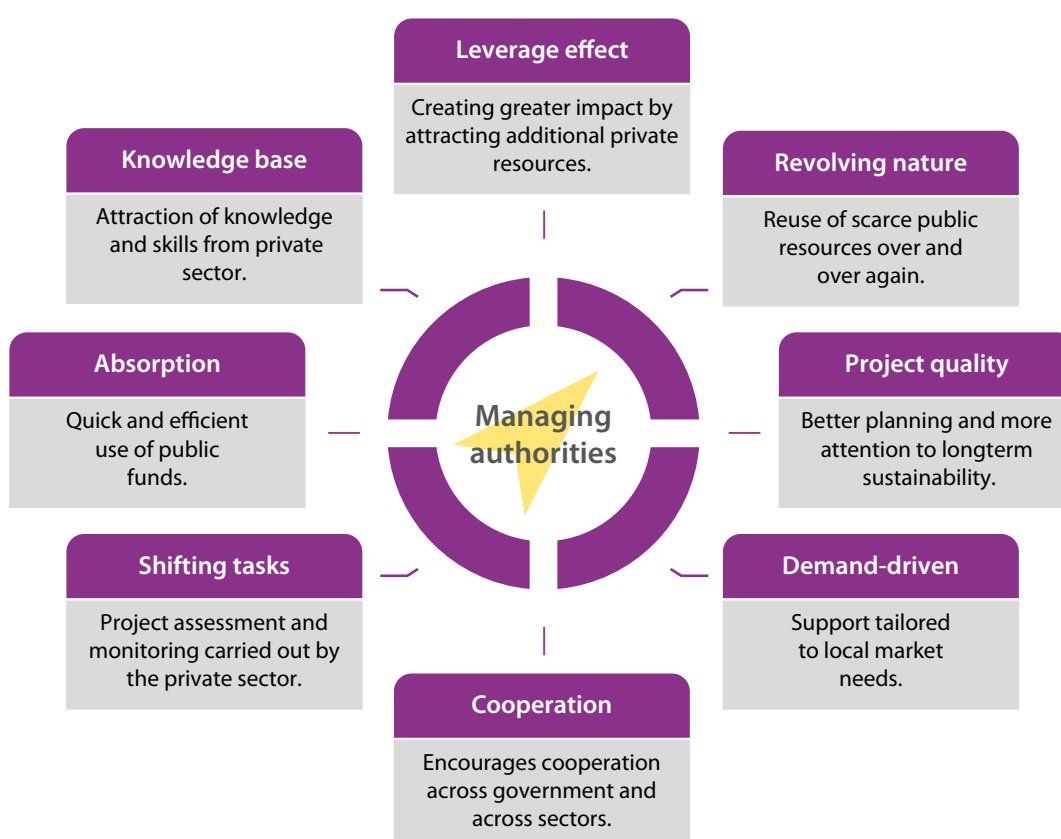 Leverage effect
Creating greater impact by
attracting additional private
resources.
Knowledge base
Attraction of knowledge
and skills from private
sector.
Revolving nature
Reuse of scarce public
resources over and
over again.
Absorption
Quick and efficient
use of public
funds.
Managing
authorities
Project quality
Better planning and more
attention to longterm
sustainability.
Shifting tasks
Project assessment and
monitoring carried out by
the private sector.
Demand-driven
Support tailored
to local market
needs.
Cooperation
Encourages cooperation
across government and
across sectors.